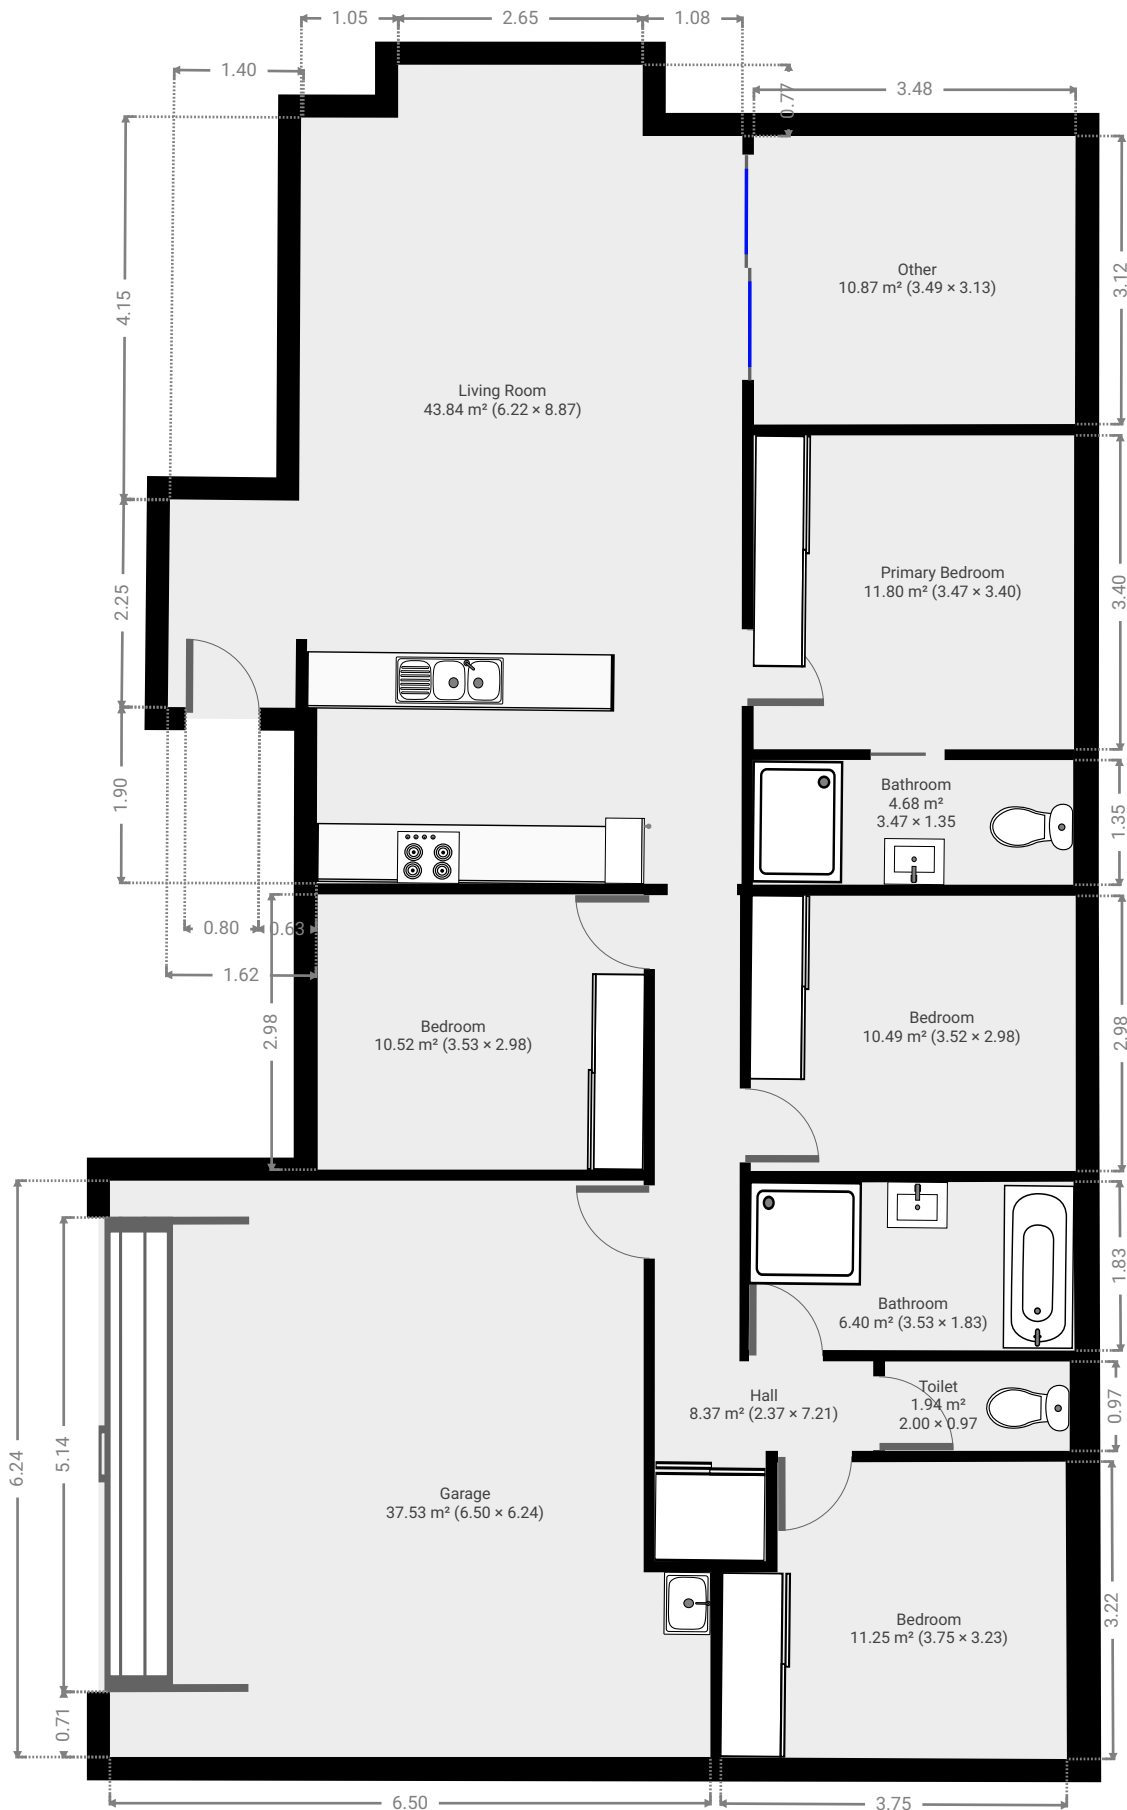 1.05
2.65
1.08
1.40
0.77
3.48
4.15
3.12
Other
10.87 m² (3.49 × 3.13)
Living Room
43.84 m² (6.22 × 8.87)
2.25
3.40
Primary Bedroom
11.80 m² (3.47 × 3.40)
1.90
1.35
Bathroom
4.68 m²
3.47 × 1.35
0.80
0.63
1.62
2.98
2.98
Bedroom
10.52 m² (3.53 × 2.98)
Bedroom
10.49 m² (3.52 × 2.98)
1.83
Bathroom
6.40 m² (3.53 × 1.83)
Toilet
1.94 m²
2.00 × 0.97
0.97
Hall
8.37 m² (2.37 × 7.21)
6.24
5.14
Garage
37.53 m² (6.50 × 6.24)
Bedroom
11.25 m² (3.75 × 3.23)
3.22
0.71
6.50
3.75